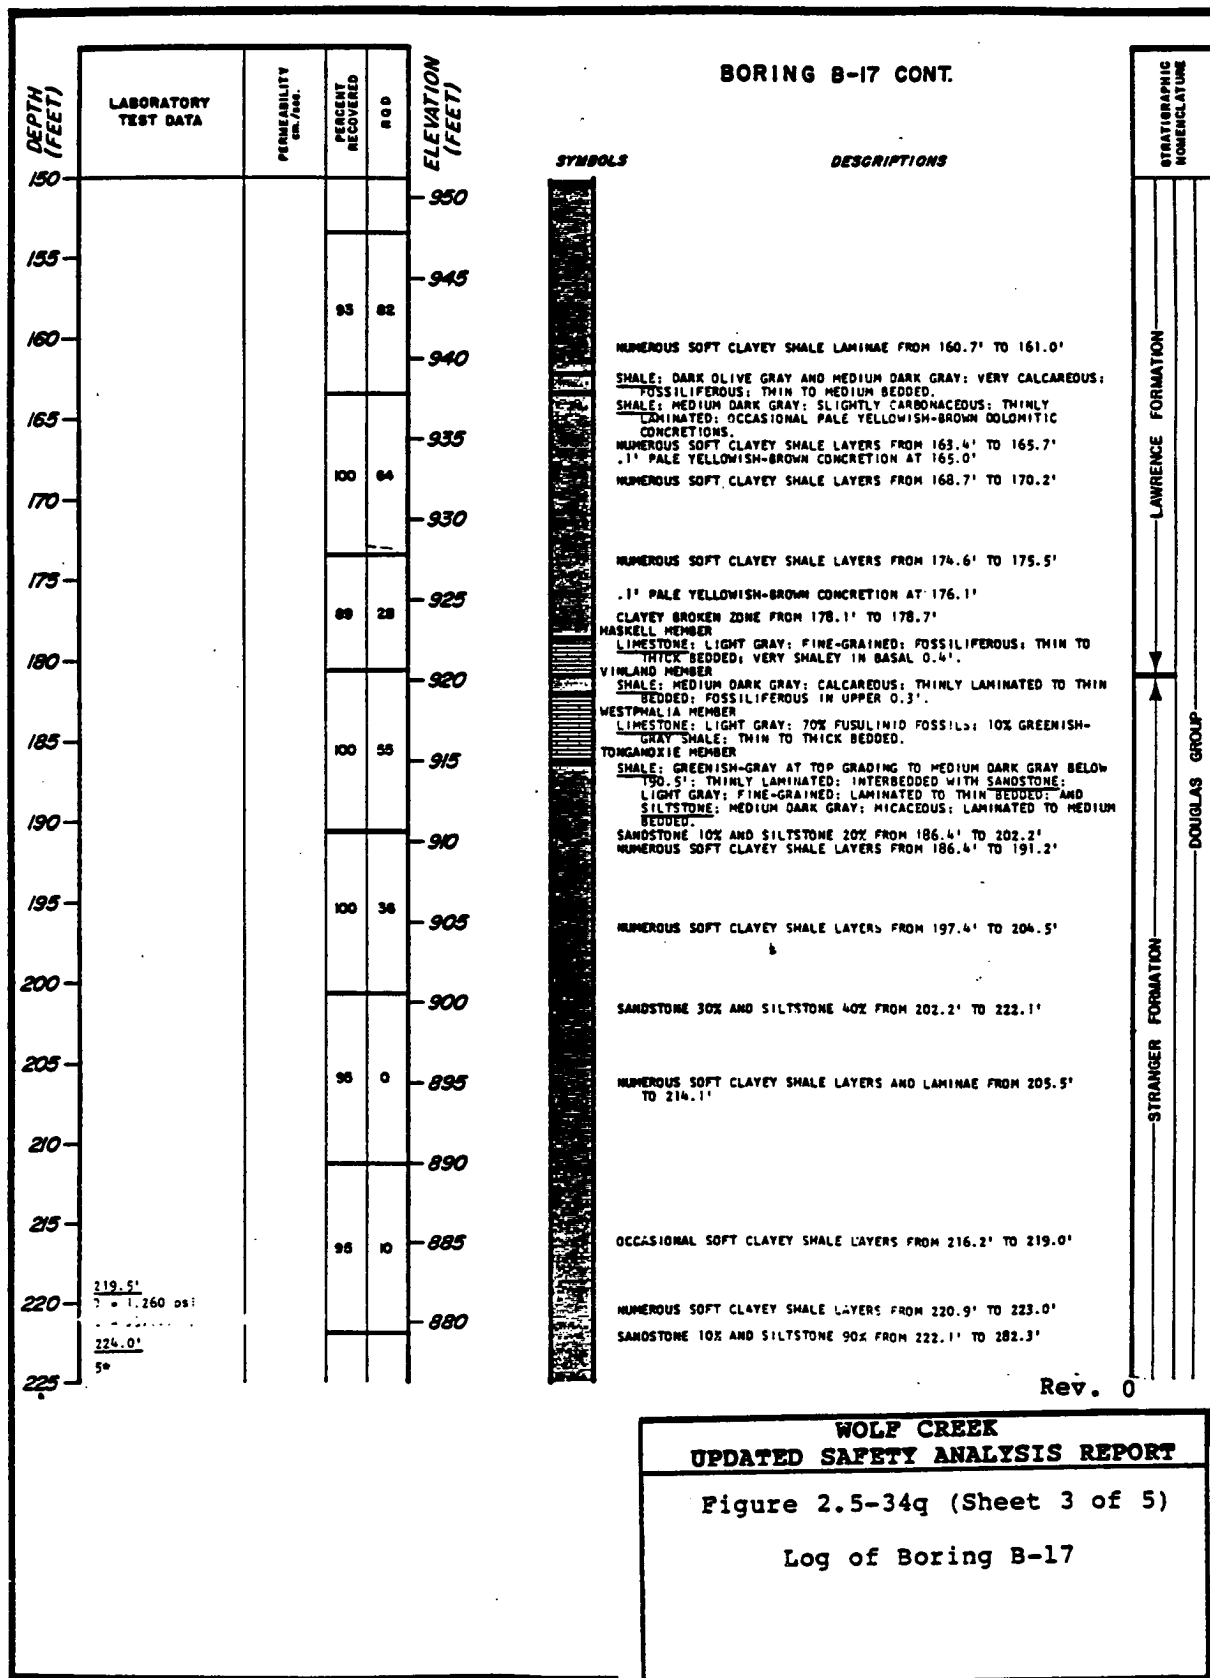 BORING B-17 CONT.
DEPTH (FEET)
LABORATORY TEST DATA
PERMEABILITY cm./sec.
PERCENT RECOVERED
RQD
ELEVATION (FEET)
SYMBOLS
DESCRIPTIONS
STRATIGRAPHIC NOMENCLATURE
150
155
160
165
170
175
180
185
190
195
200
205
210
215
220
225
219.5'
= 1,260 psi
224.0'
5*
93 82
100 64
89 28
100 55
100 36
95 0
95 10
950
945
940
935
930
925
920
915
910
905
900
895
890
885
880
NUMEROUS SOFT CLAYEY SHALE LAMINAE FROM 160.7' TO 161.0'
SHALE: DARK OLIVE GRAY AND MEDIUM DARK GRAY; VERY CALCAREOUS;
FOSSILIFEROUS; THIN TO MEDIUM BEDDED.
SHALE: MEDIUM DARK GRAY; SLIGHTLY CARBONACEOUS; THINLY
LAMINATED; OCCASIONAL PALE YELLOWISH-BROWN DOLOMITIC
CONCRETIONS.
NUMEROUS SOFT CLAYEY SHALE LAYERS FROM 163.4' TO 165.7'
.1' PALE YELLOWISH-BROWN CONCRETION AT 165.0'
NUMEROUS SOFT CLAYEY SHALE LAYERS FROM 168.7' TO 170.2'
NUMEROUS SOFT CLAYEY SHALE LAYERS FROM 174.6' TO 175.5'
.1' PALE YELLOWISH-BROWN CONCRETION AT 176.1'
CLAYEY BROKEN ZONE FROM 178.1' TO 178.7'
HASKELL MEMBER
LIMESTONE: LIGHT GRAY; FINE-GRAINED; FOSSILIFEROUS; THIN TO
THICK BEDDED; VERY SHALEY IN BASAL 0.4'.
VINLAND MEMBER
SHALE: MEDIUM DARK GRAY; CALCAREOUS; THINLY LAMINATED TO THIN
BEDDED; FOSSILIFEROUS IN UPPER 0.3'.
WESTPHALIA MEMBER
LIMESTONE: LIGHT GRAY; 70% FUSULINID FOSSILS; 10% GREENISH-
GRAY SHALE; THIN TO THICK BEDDED.
TONGANOXIE MEMBER
SHALE: GREENISH-GRAY AT TOP GRADING TO MEDIUM DARK GRAY BELOW
190.5'; THINLY LAMINATED; INTERBEDDED WITH SANDSTONE:
LIGHT GRAY; FINE-GRAINED; LAMINATED TO THIN BEDDED; AND
SILTSTONE: MEDIUM DARK GRAY; MICACEOUS; LAMINATED TO MEDIUM
BEDDED.
SANDSTONE 10% AND SILTSTONE 20% FROM 186.4' TO 202.2'
NUMEROUS SOFT CLAYEY SHALE LAYERS FROM 186.4' TO 191.2'
NUMEROUS SOFT CLAYEY SHALE LAYERS FROM 197.4' TO 204.5'
SANDSTONE 30% AND SILTSTONE 40% FROM 202.2' TO 222.1'
NUMEROUS SOFT CLAYEY SHALE LAYERS AND LAMINAE FROM 205.5'
TO 214.1'
OCCASIONAL SOFT CLAYEY SHALE LAYERS FROM 216.2' TO 219.0'
NUMEROUS SOFT CLAYEY SHALE LAYERS FROM 220.9' TO 223.0'
SANDSTONE 10% AND SILTSTONE 90% FROM 222.1' TO 282.3'
LAWRENCE FORMATION
STRANGER FORMATION
DOUGLAS GROUP
Rev. 0
WOLF CREEK
UPDATED SAFETY ANALYSIS REPORT
Figure 2.5-34q (Sheet 3 of 5)
Log of Boring B-17